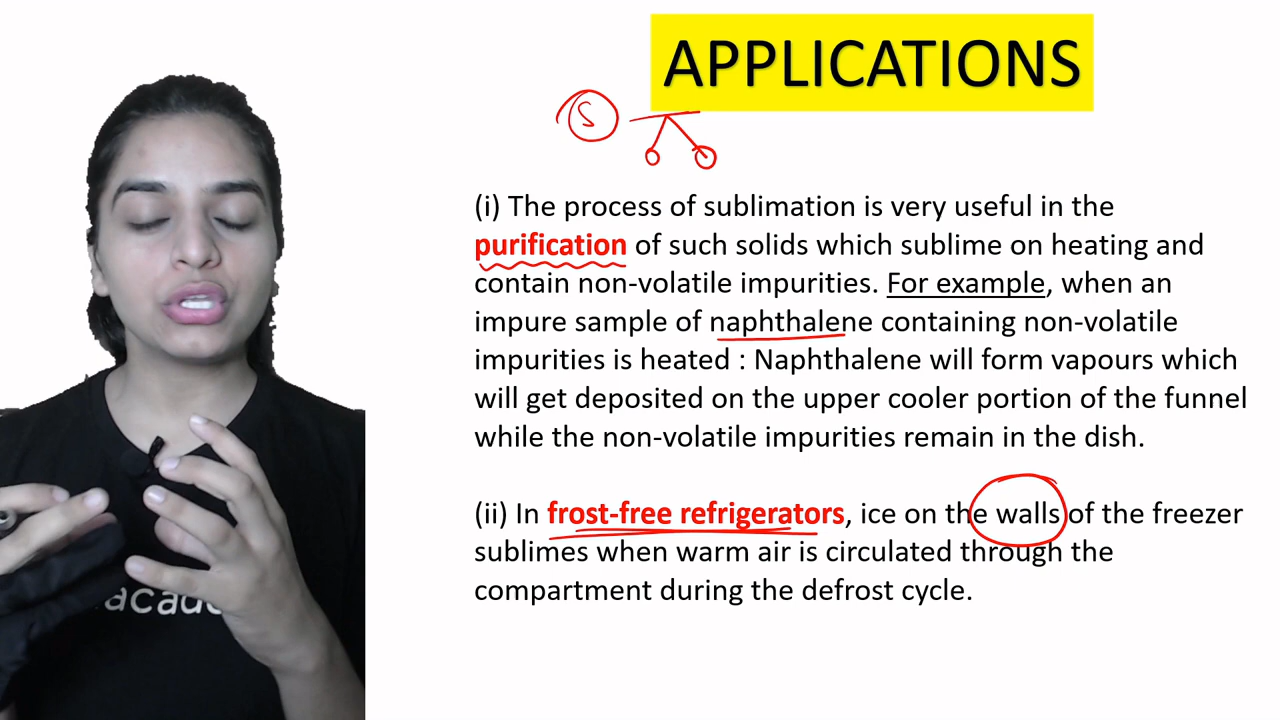 APPLICATIONS
S
(i) The process of sublimation is very useful in the
purification of such solids which sublime on heating and
contain non-volatile impurities. For example, when an
impure sample of naphthalene containing non-volatile
impurities is heated : Naphthalene will form vapours which
will get deposited on the upper cooler portion of the funnel
while the non-volatile impurities remain in the dish.
(ii) In frost-free refrigerators, ice on the walls of the freezer
sublimes when warm air is circulated through the
compartment during the defrost cycle.